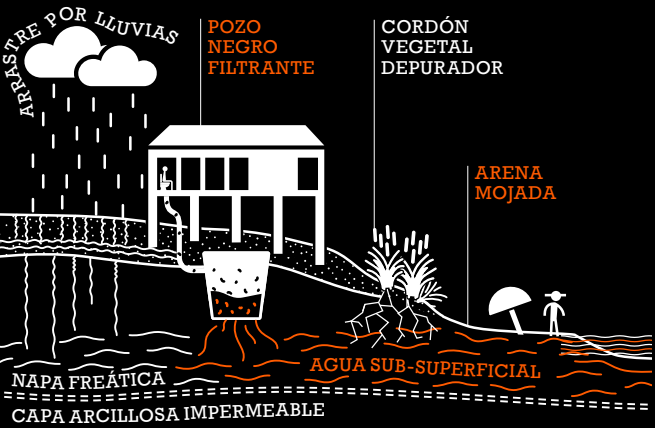 ARRASTRE POR LLUVIAS
POZO
NEGRO
FILTRANTE
CORDÓN
VEGETAL
DEPURADOR
ARENA
MOJADA
AGUA SUB-SUPERFICIAL
NAPA FREÁTICA
CAPA ARCILLOSA IMPERMEABLE